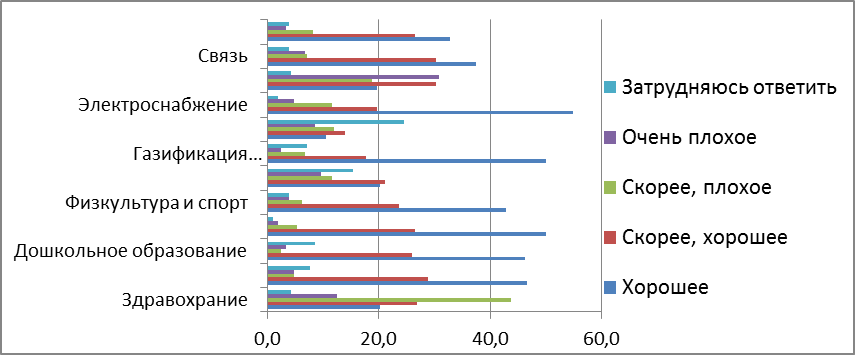 Связь
Электроснабжение
Газификация...
Физкультура и спорт
Дошкольное образование
Здравохрание
0,0 20,0 40,0 60,0
Затрудняюсь ответить
Очень плохое
Скорее, плохое
Скорее, хорошее
Хорошее